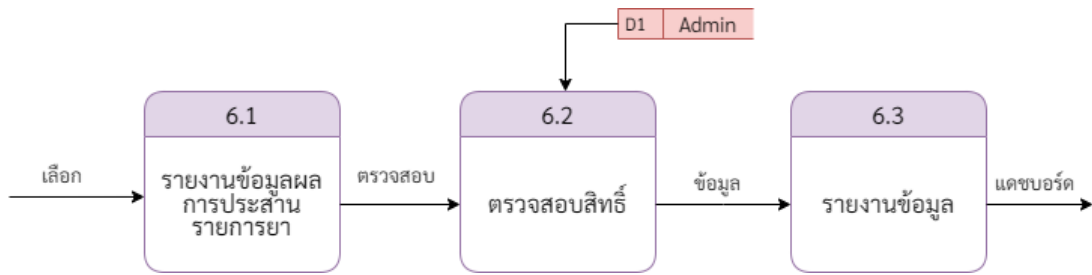 D1 Admin
6.1
6.2
6.3
เลือก
รายงานข้อมูลผล
การประสาน
รายการยา
ตรวจสอบ
ตรวจสอบสิทธิ์
ข้อมูล
รายงานข้อมูล
แดชบอร์ด